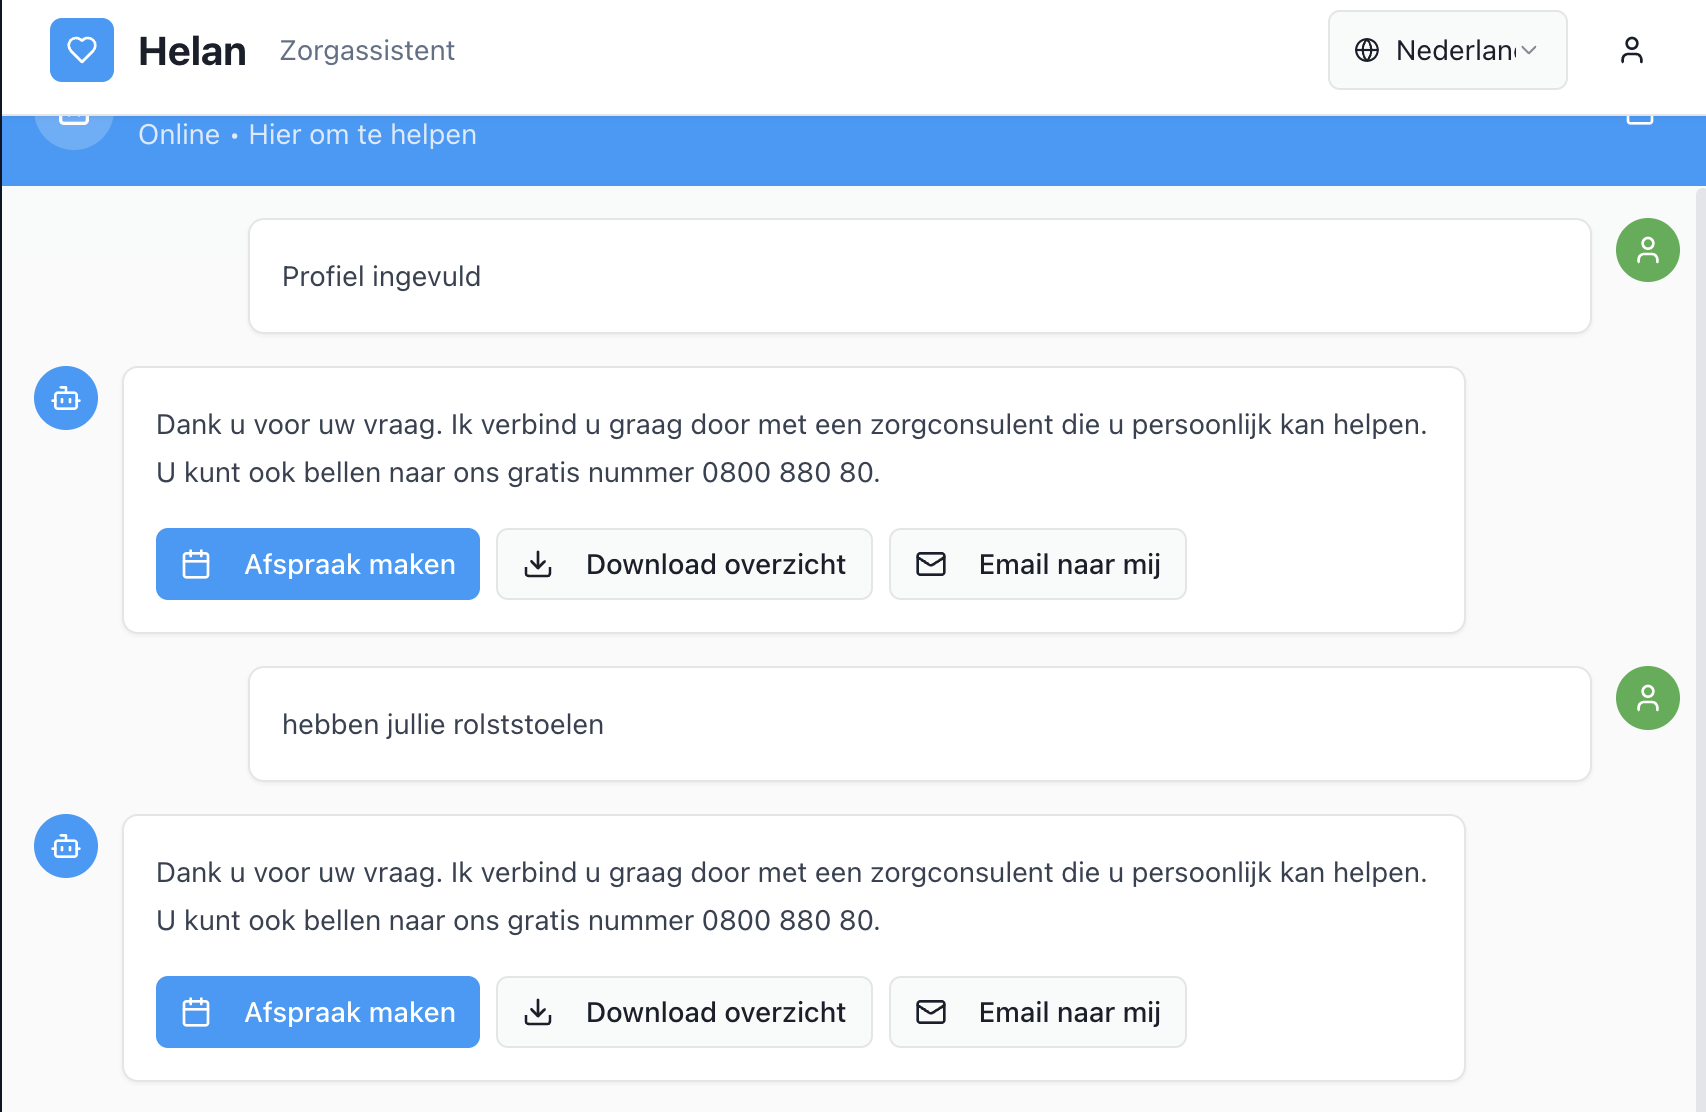 Helan Zorgassistent
Nederlan
Online • Hier om te helpen
Profiel ingevuld
Dank u voor uw vraag. Ik verbind u graag door met een zorgconsulent die u persoonlijk kan helpen.
U kunt ook bellen naar ons gratis nummer 0800 880 80.
Afspraak maken Download overzicht Email naar mij
hebben jullie rolststoelen
Dank u voor uw vraag. Ik verbind u graag door met een zorgconsulent die u persoonlijk kan helpen.
U kunt ook bellen naar ons gratis nummer 0800 880 80.
Afspraak maken Download overzicht Email naar mij